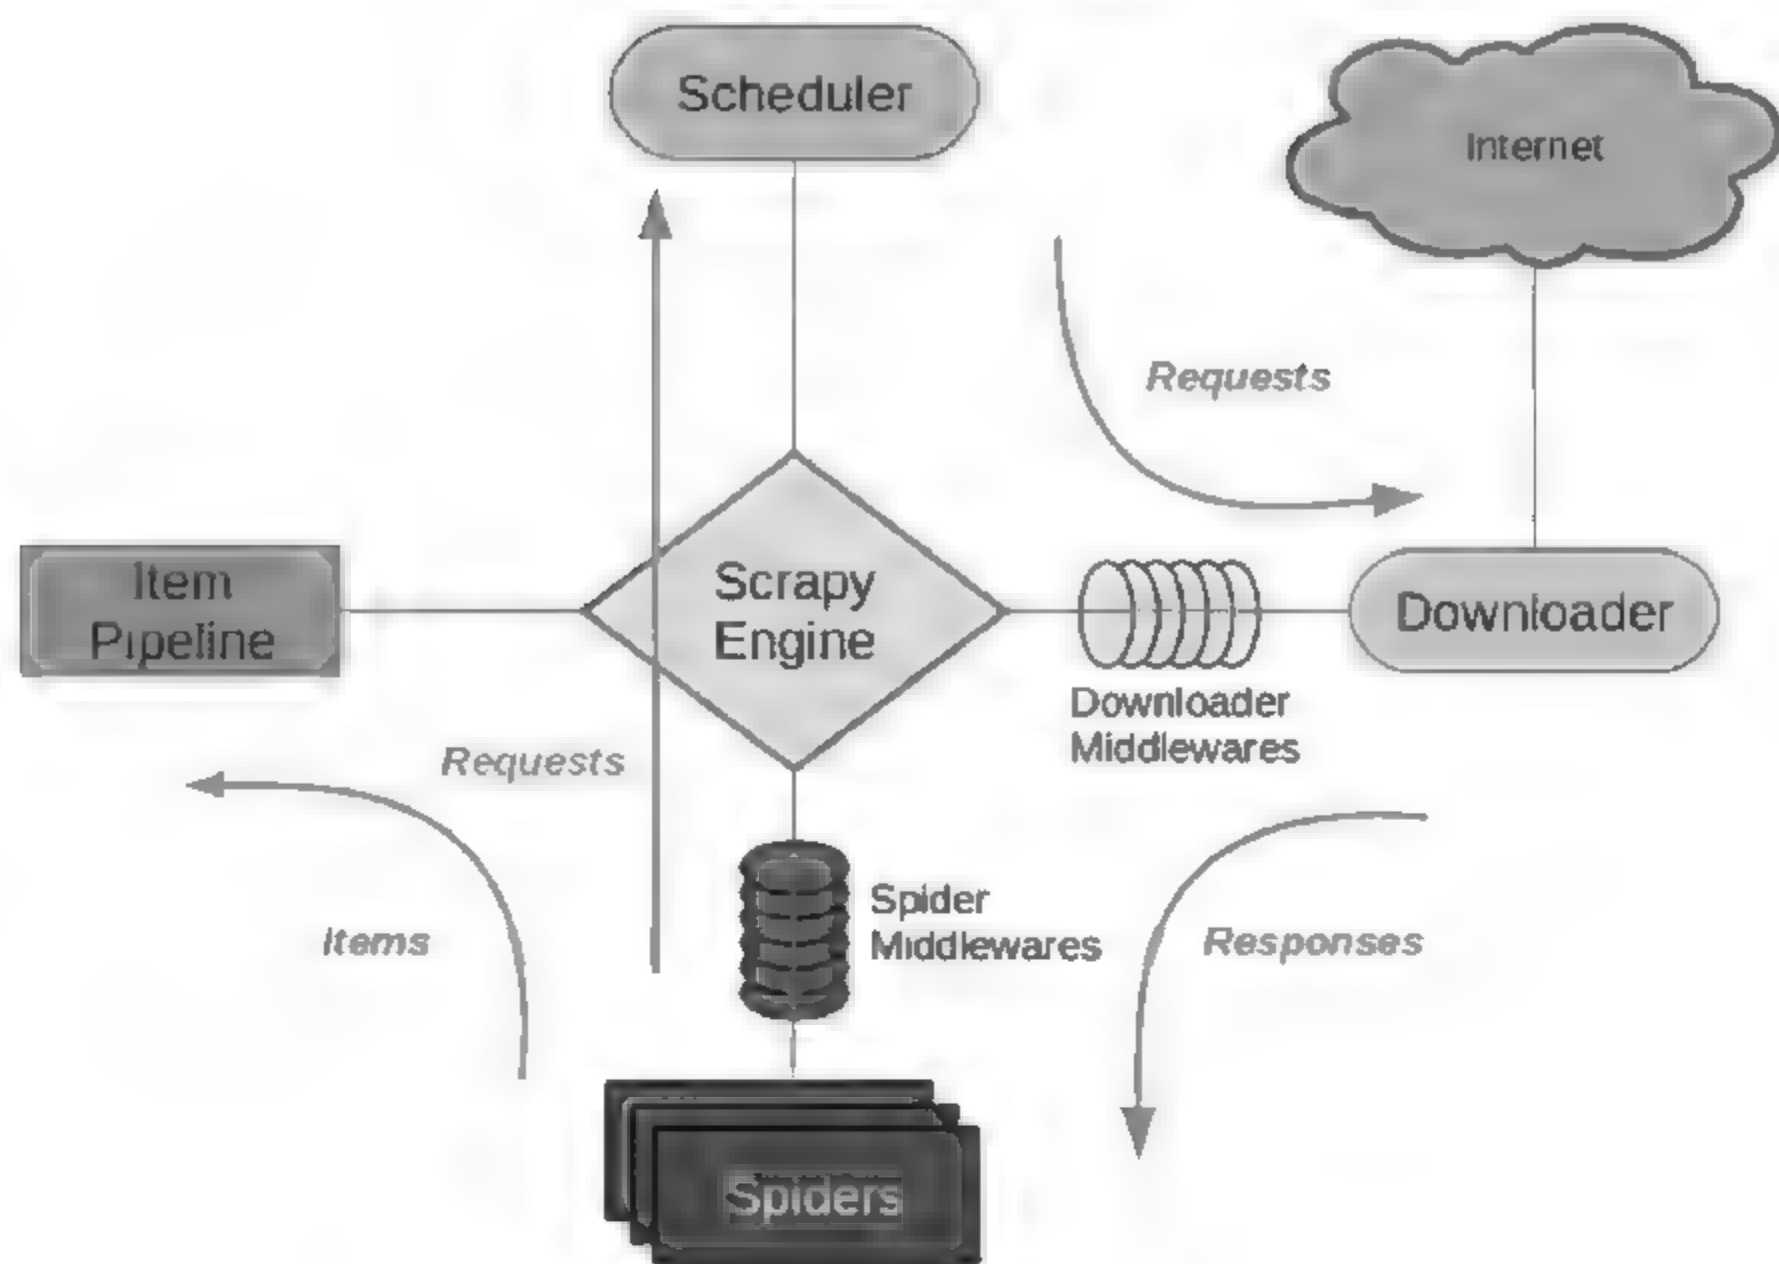 Scheduler
Internet
Requests
Item
Pipeline
Scrapy
Engine
Downloader
Downloader
Middlewares
Requests
Spider
Middlewares
Items
Responses
Spiders